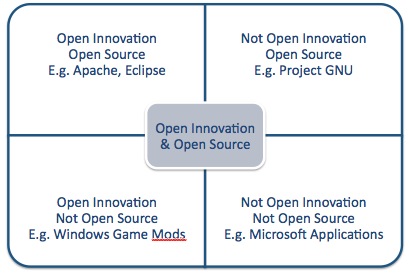 Open Innovation
Open Source
E.g. Apache, Eclipse
Not Open Innovation
Open Source
E.g. Project GNU
Open Innovation
& Open Source
Open Innovation
Not Open Source
E.g. Windows Game Mods
Not Open Innovation
Not Open Source
E.g. Microsoft Applications